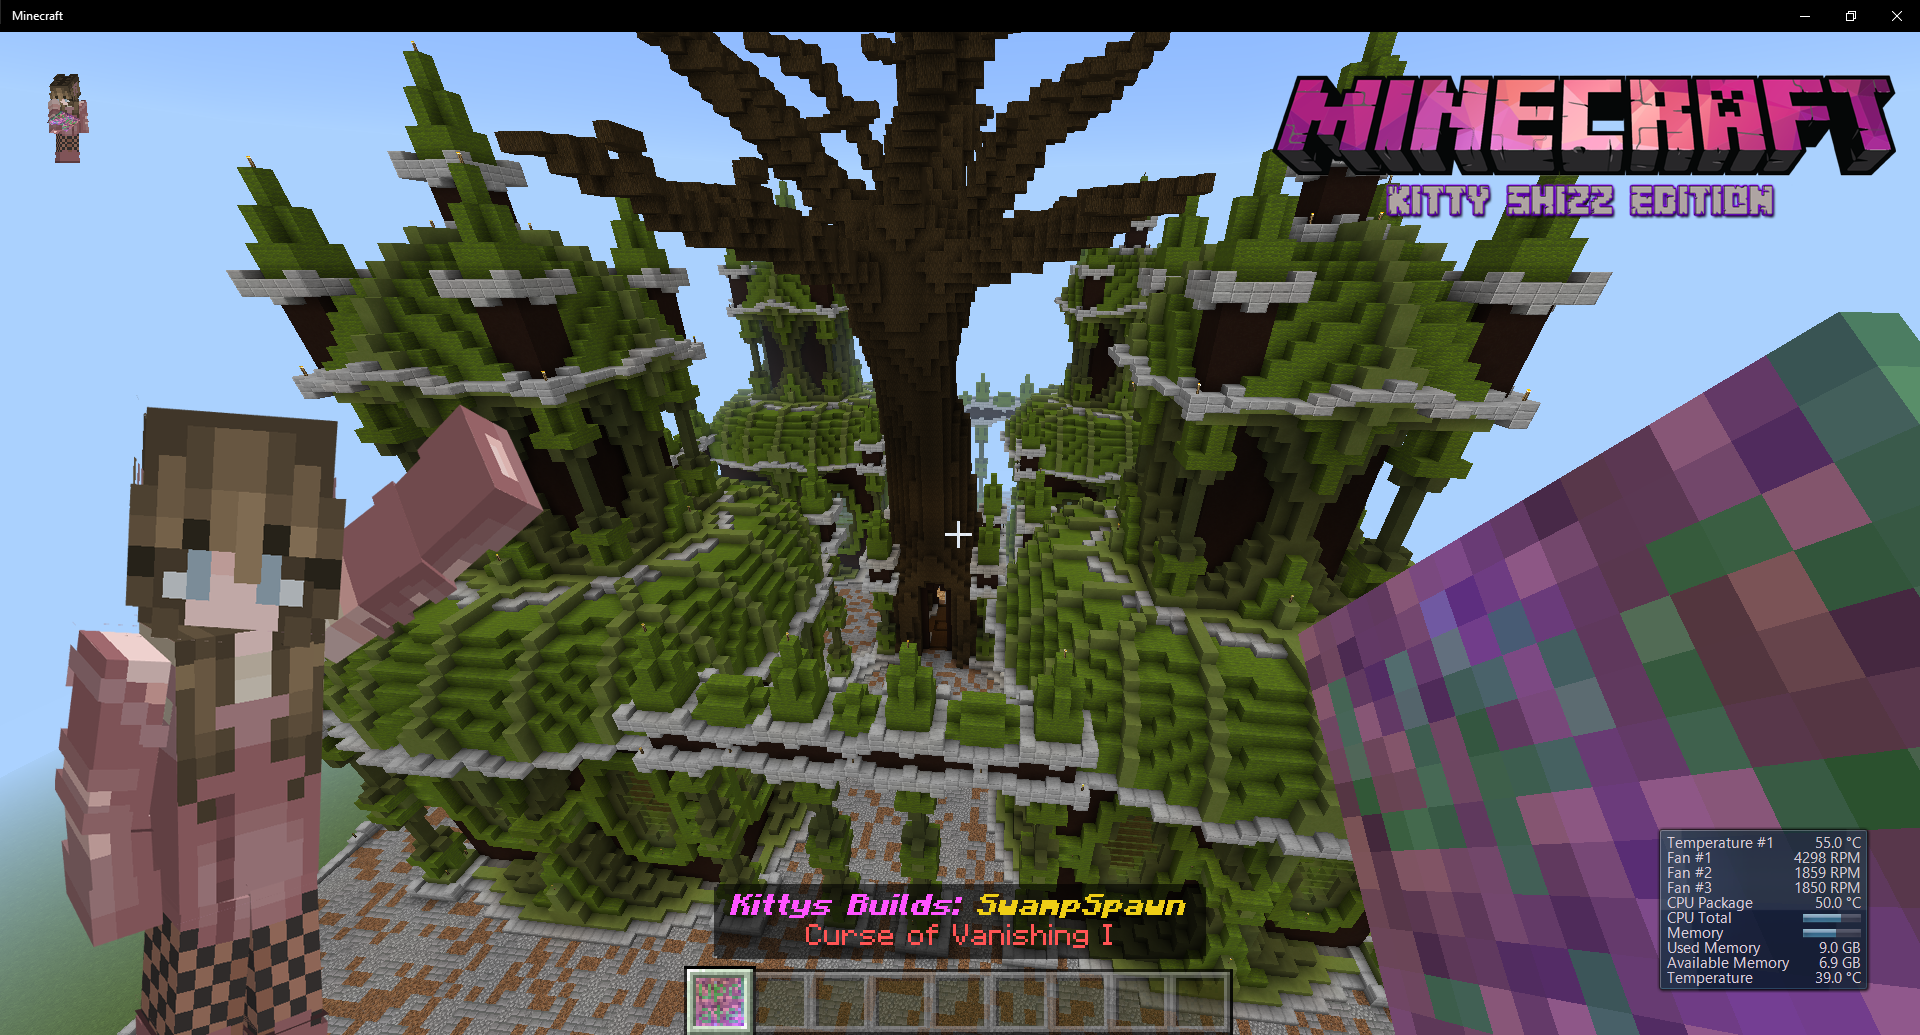 Minecraft
MINECRAFT
KITTY SHIZZ EDITION
Kittys Builds: SwampSpawn
Curse of Vanishing I
Temperature #1 55.0 °C
Fan #1 4298 RPM
Fan #2 1859 RPM
Fan #3 1850 RPM
CPU Package 50.0 °C
CPU Total
Memory
Used Memory 9.0 GB
Available Memory 6.9 GB
Temperature 39.0 °C